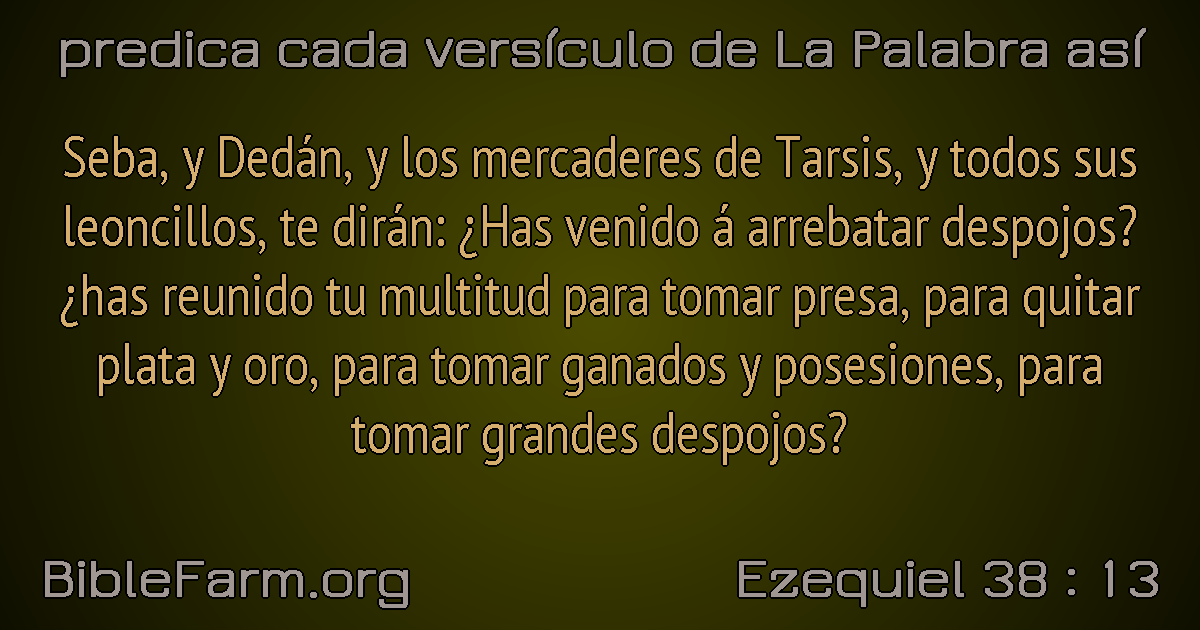 predica cada versículo de La Palabra así
Seba, y Dedán, y los mercaderes de Tarsis, y todos sus
leoncillos, te dirán: ¿Has venido á arrebatar despojos?
¿has reunido tu multitud para tomar presa, para quitar
plata y oro, para tomar ganados y posesiones, para
tomar grandes despojos?
BibleFarm.org
Ezequiel 38 : 13